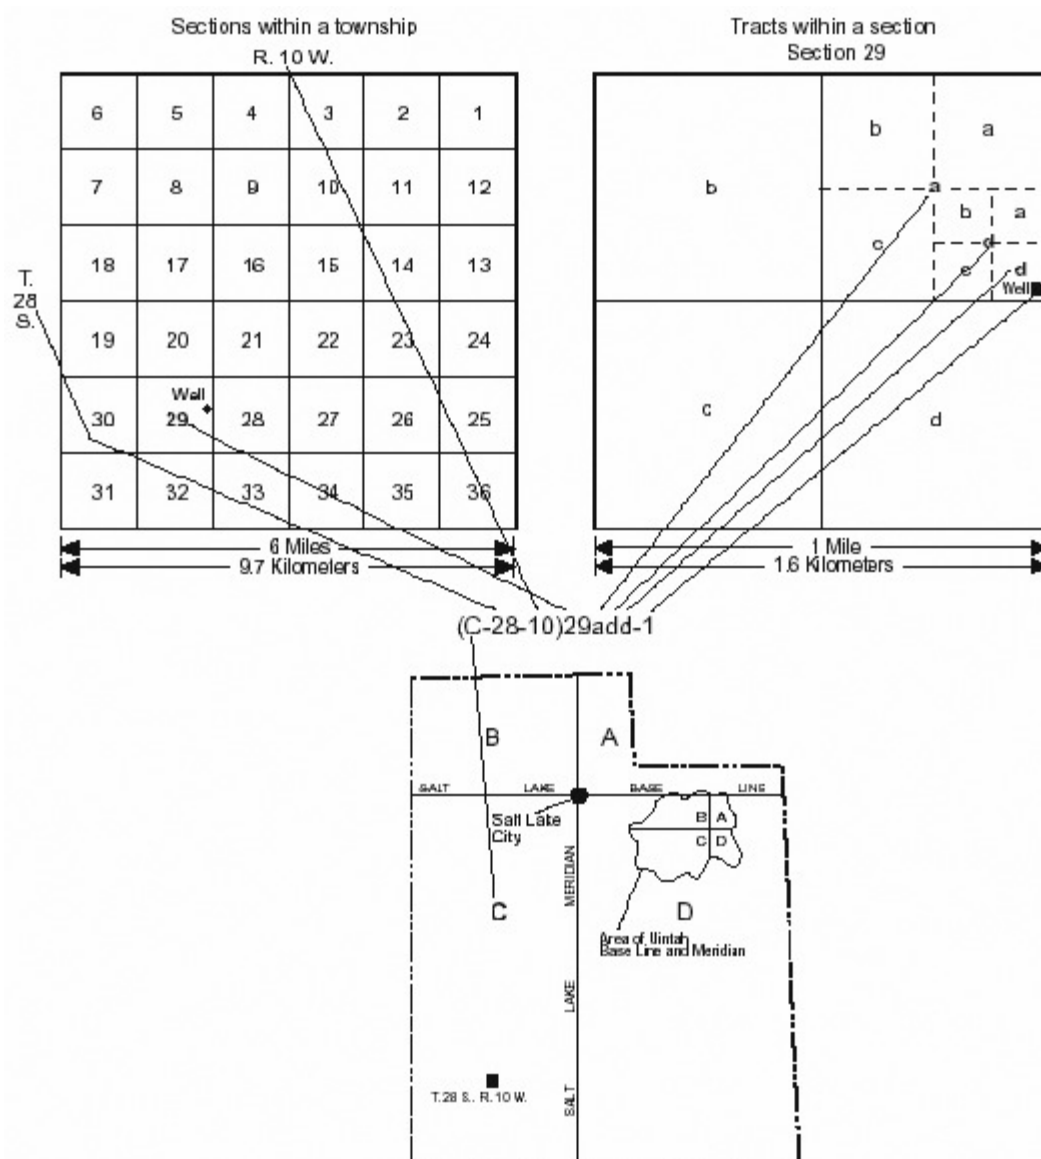 Sections within a township
R. 10 W.
6 5 4 3 2 1
7 8 9 10 11 12
18 17 16 15 14 13
19 20 21 22 23 24
Well
30 29 28 27 26 25
31 32 33 34 35 36
T.
28
S.
6 Miles
9.7 Kilometers
Tracts within a section
Section 29
b a
b a
b a
c d
c d
Well
c d
1 Mile
1.6 Kilometers
(C-28-10)29add-1
B A
SALT LAKE BASE LINE
Salt Lake
City
B A
C D
MERIDIAN
C D
Area of Uintah
Base Line and Meridian
LAKE
SALT
T. 28 S., R. 10 W.